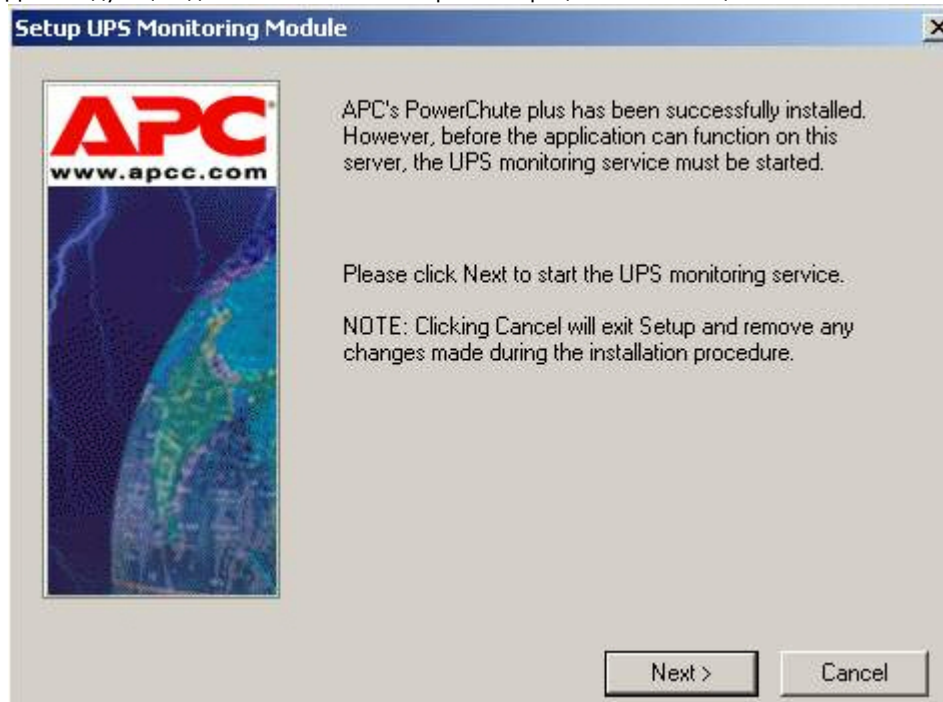 Setup UPS Monitoring Module
APC
www.apcc.com
APC's PowerChute plus has been successfully installed.
However, before the application can function on this
server, the UPS monitoring service must be started.
Please click Next to start the UPS monitoring service.
NOTE: Clicking Cancel will exit Setup and remove any
changes made during the installation procedure.
Next >
Cancel